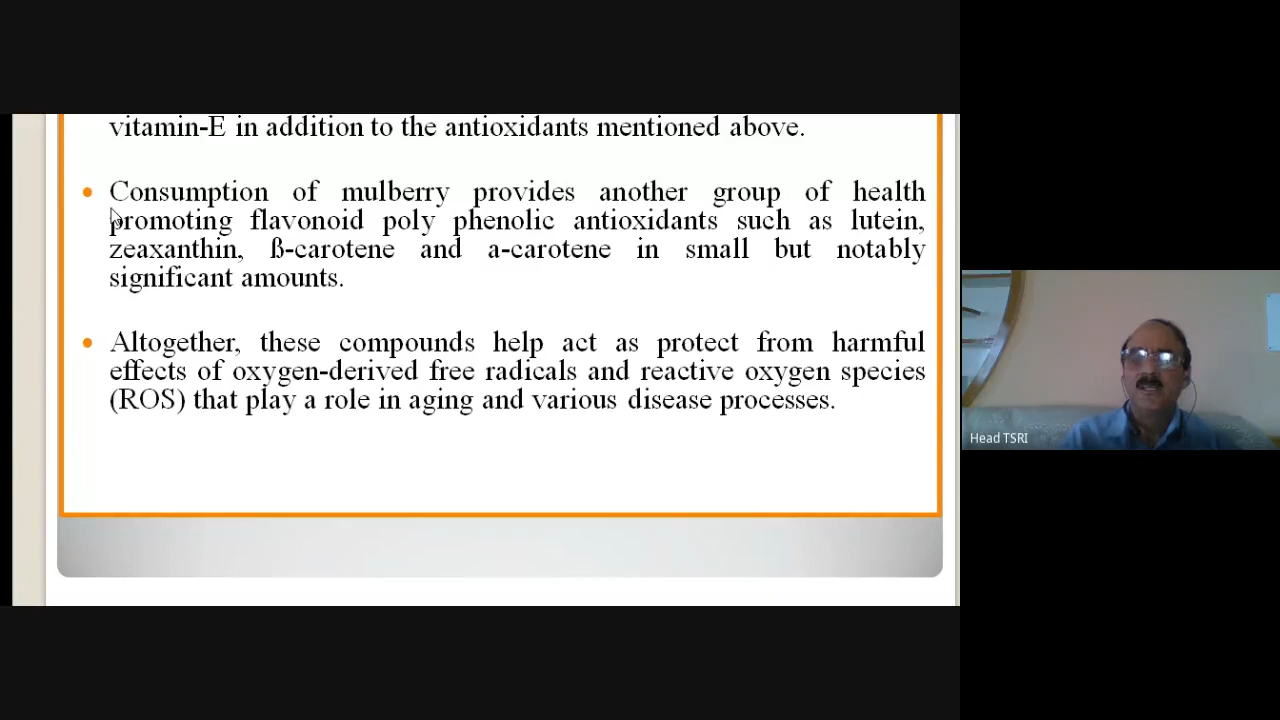 vitamin-E in addition to the antioxidants mentioned above.
• Consumption of mulberry provides another group of health
promoting flavonoid poly phenolic antioxidants such as lutein,
zeaxanthin, ß-carotene and a-carotene in small but notably
significant amounts.
• Altogether, these compounds help act as protect from harmful
effects of oxygen-derived free radicals and reactive oxygen species
(ROS) that play a role in aging and various disease processes.
Head TSRI